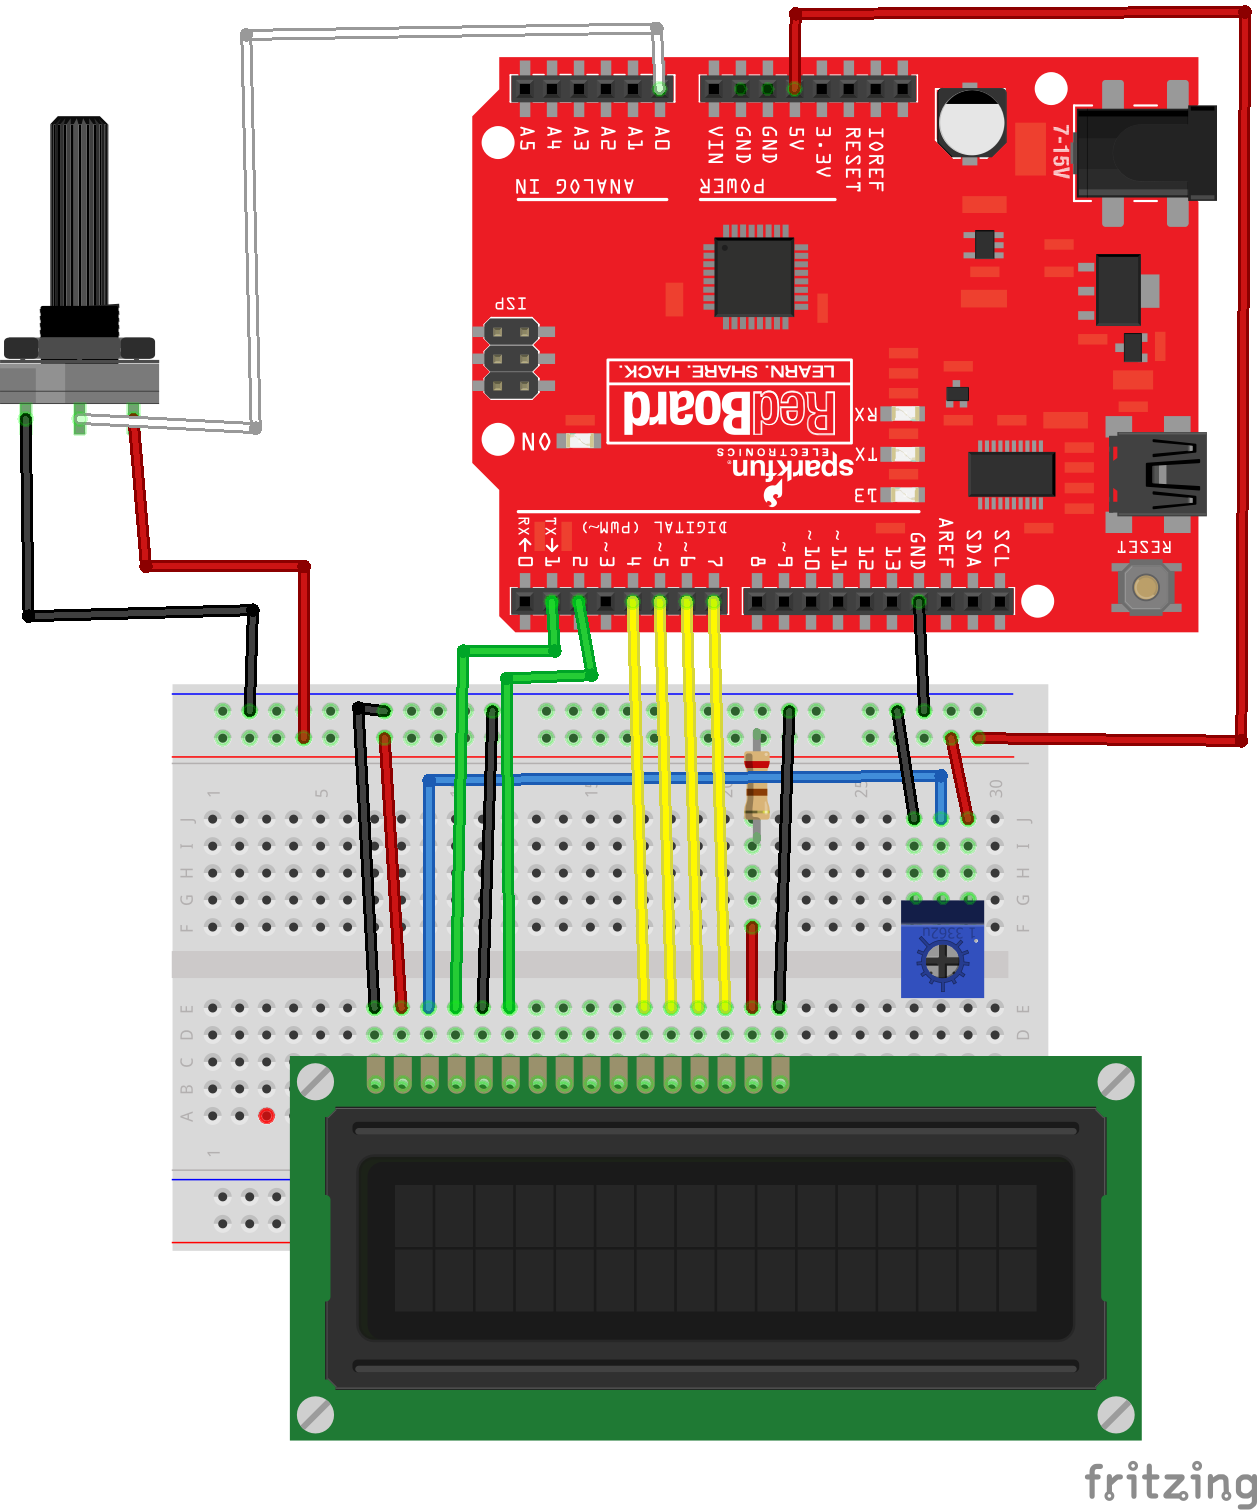 A5 A4 A3 A2 A1 A0
VIN GND GND 5V 3.3V RESET IOREF
ANALOG IN
POWER
7-15V
ISP
LEARN. SHARE. HACK.
RedBoard
sparkfun
ELECTRONICS
ON
RX
TX
13
DIGITAL (PWM~)
RX→0 TX→1 2 ~3 4 ~5 ~6 7
8 ~9 ~10 ~11 12 13 GND AREF SDA SCL
RESET
1 5 15 20 25 30
J J
I I
H H
G G
F F
1 3362u
E E
D D
C
B
A
1
fritzing